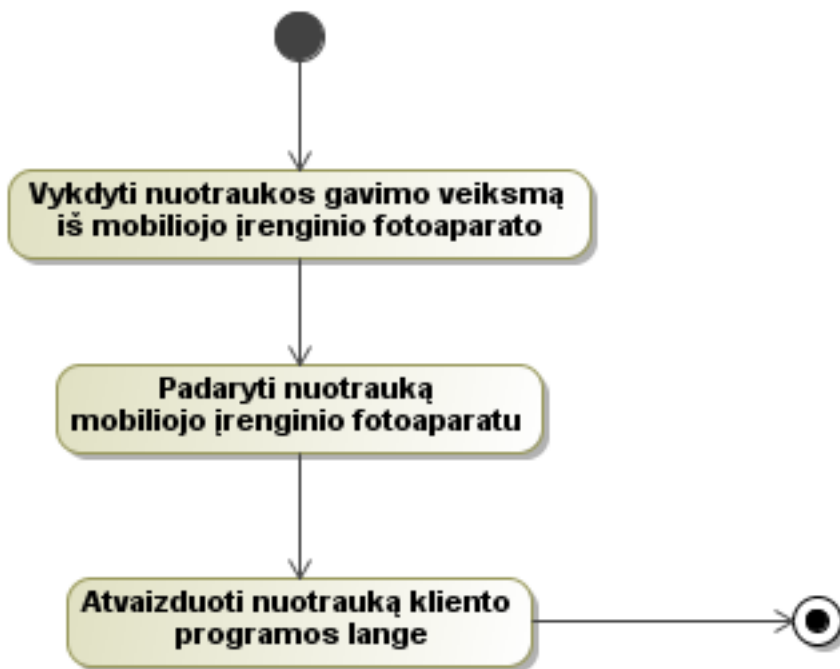 Vykdyti nuotraukos gavimo veiksmą
iš mobiliojo įrenginio fotoaparato
Padaryti nuotrauką
mobiliojo įrenginio fotoaparatu
Atvaizduoti nuotrauką kliento
programos lange